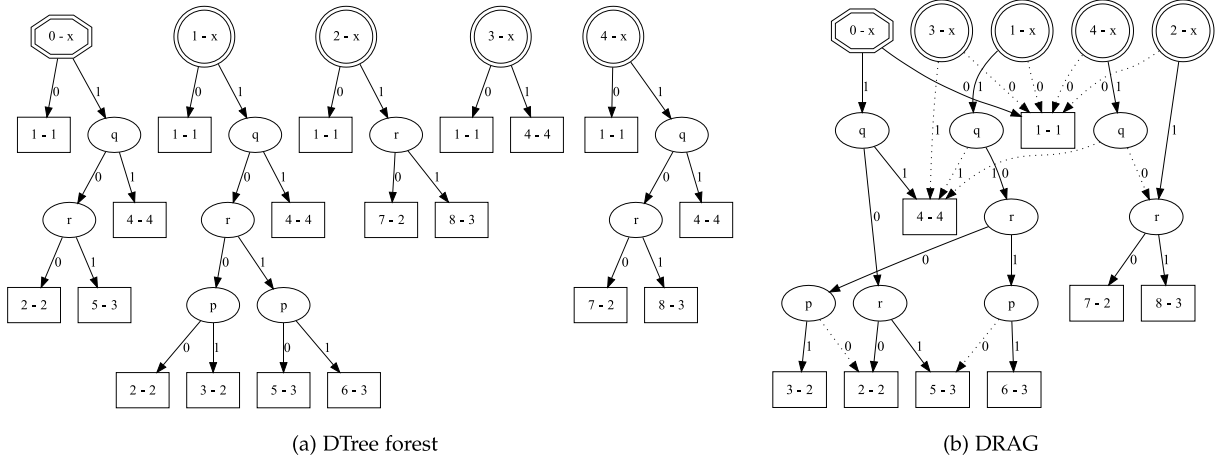 0 - x 1 - x 2 - x 3 - x 4 - x
0 1 0 1 0 1 0 1 0 1
1 - 1 q 1 - 1 q 1 - 1 r 1 - 1 4 - 4 1 - 1 q
0 1 0 1 0 1 0 1
r 4 - 4 r 4 - 4 7 - 2 8 - 3 r 4 - 4
0 1 0 1 0 1
2 - 2 5 - 3 p p 7 - 2 8 - 3
0 1 0 1
2 - 2 3 - 2 5 - 3 6 - 3
(a) DTree forest
0 - x 3 - x 1 - x 4 - x 2 - x
1 0 0 1 0 0 0 1 0
q q 1 - 1 q
1 1 1 0 0 1
0 1 4 - 4 r r
0 1 0 1
p r p 7 - 2 8 - 3
1 0 0 1 0 1
3 - 2 2 - 2 5 - 3 6 - 3
(b) DRAG